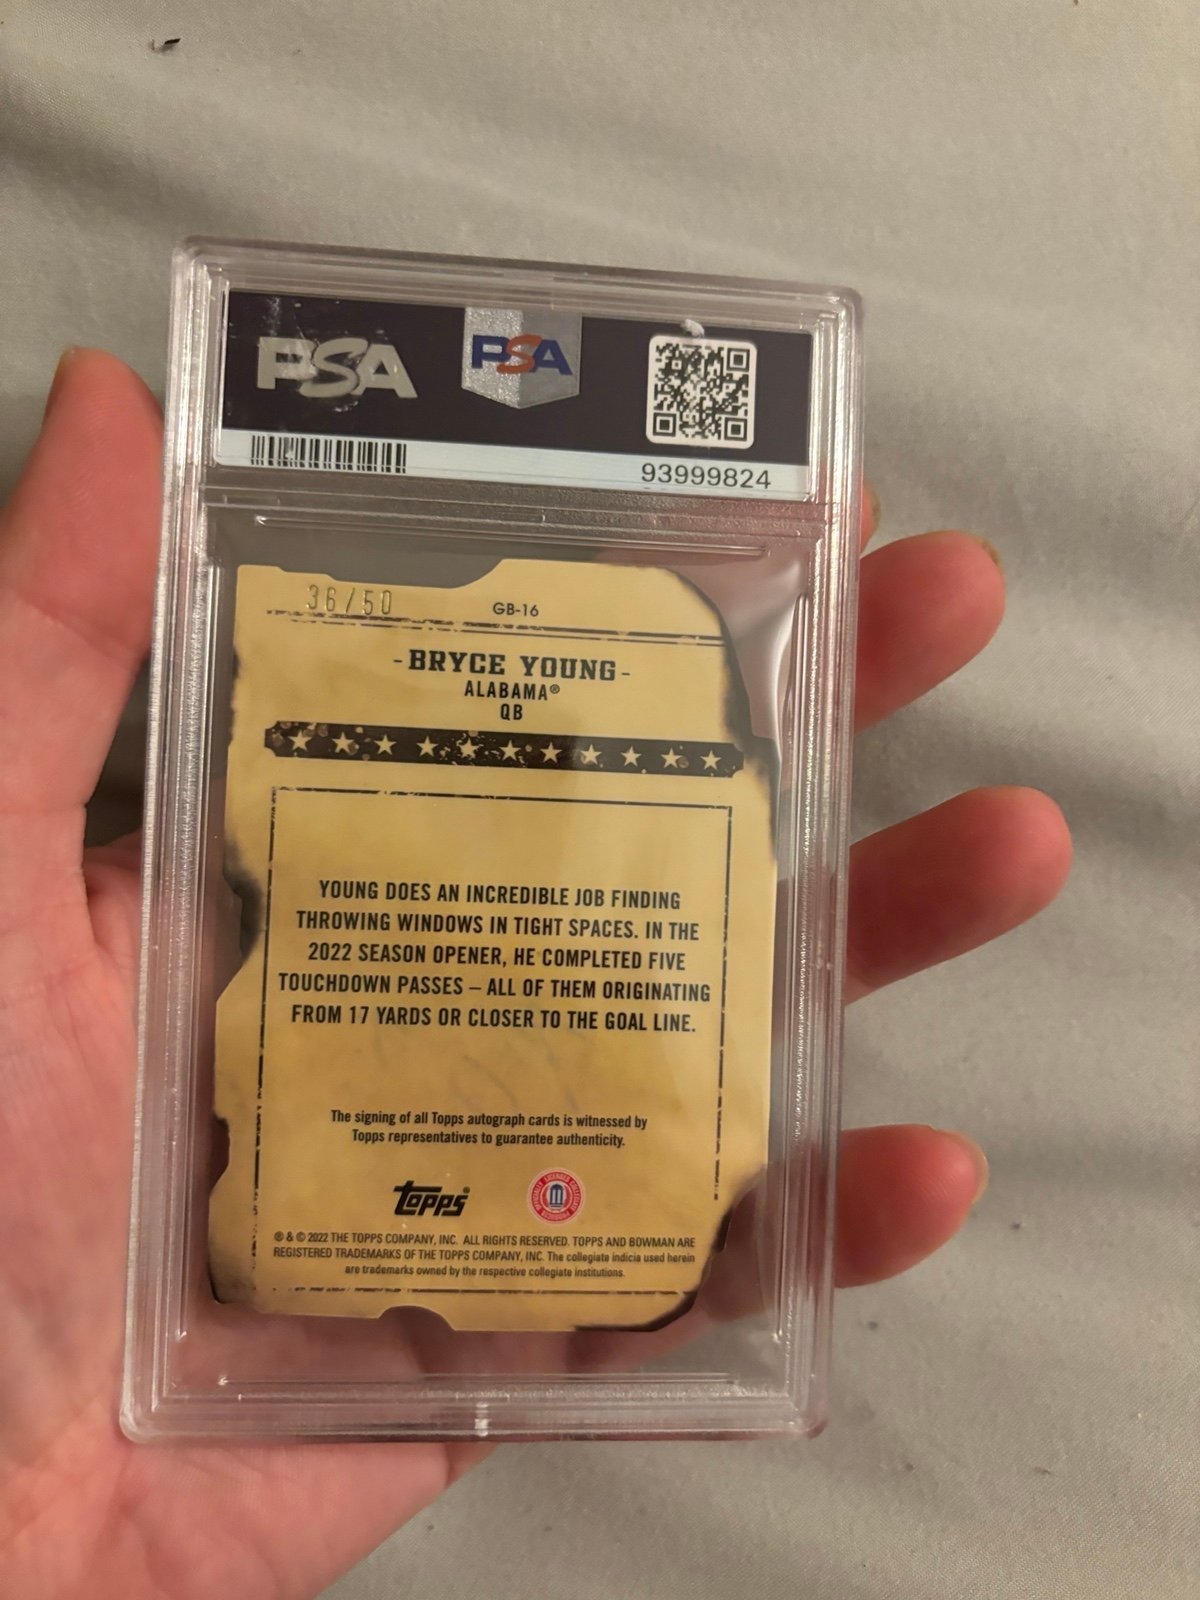 PSA
PSA
93999824
36/50
GB-16
-BRYCE YOUNG-
ALABAMA®
QB
YOUNG DOES AN INCREDIBLE JOB FINDING
THROWING WINDOWS IN TIGHT SPACES. IN THE
2022 SEASON OPENER, HE COMPLETED FIVE
TOUCHDOWN PASSES – ALL OF THEM ORIGINATING
FROM 17 YARDS OR CLOSER TO THE GOAL LINE.
The signing of all Topps autograph cards is witnessed by
Topps representatives to guarantee authenticity.
topps®
® & © 2022 THE TOPPS COMPANY, INC. ALL RIGHTS RESERVED. TOPPS AND BOWMAN ARE
REGISTERED TRADEMARKS OF THE TOPPS COMPANY, INC. The collegiate indicia used herein
are trademarks owned by the respective collegiate institutions.